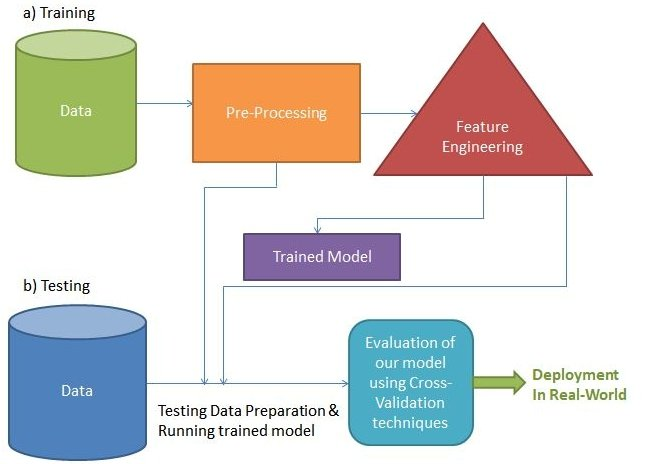 a) Training
Data
Pre-Processing
Feature
Engineering
Trained Model
b) Testing
Data
Testing Data Preparation &
Running trained model
Evaluation of
our model
using Cross-
Validation
techniques
Deployment
In Real-World